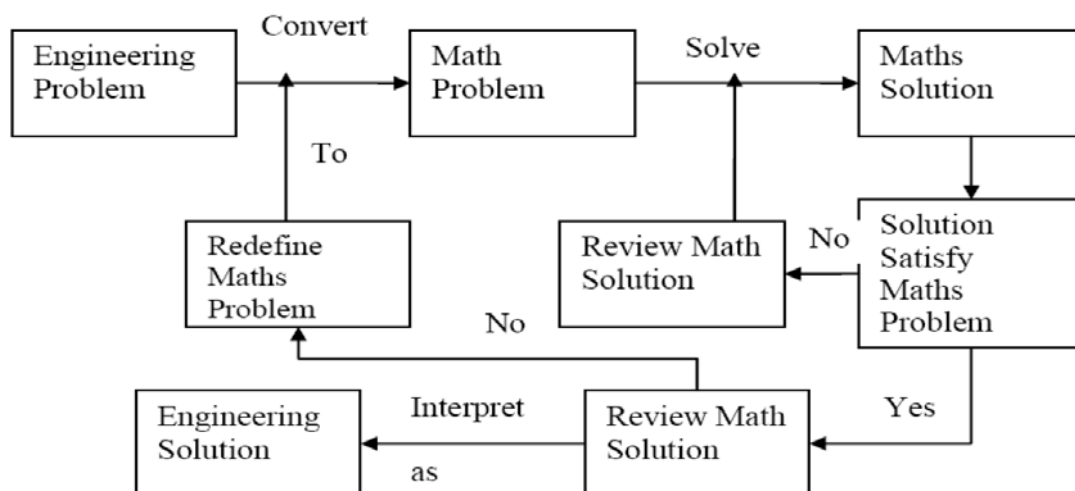 Convert
Engineering
Problem
Math
Problem
Solve
Maths
Solution
To
Redefine
Maths
Problem
Review Math
Solution
No
Solution
Satisfy
Maths
Problem
No
Engineering
Solution
Interpret
as
Review Math
Solution
Yes